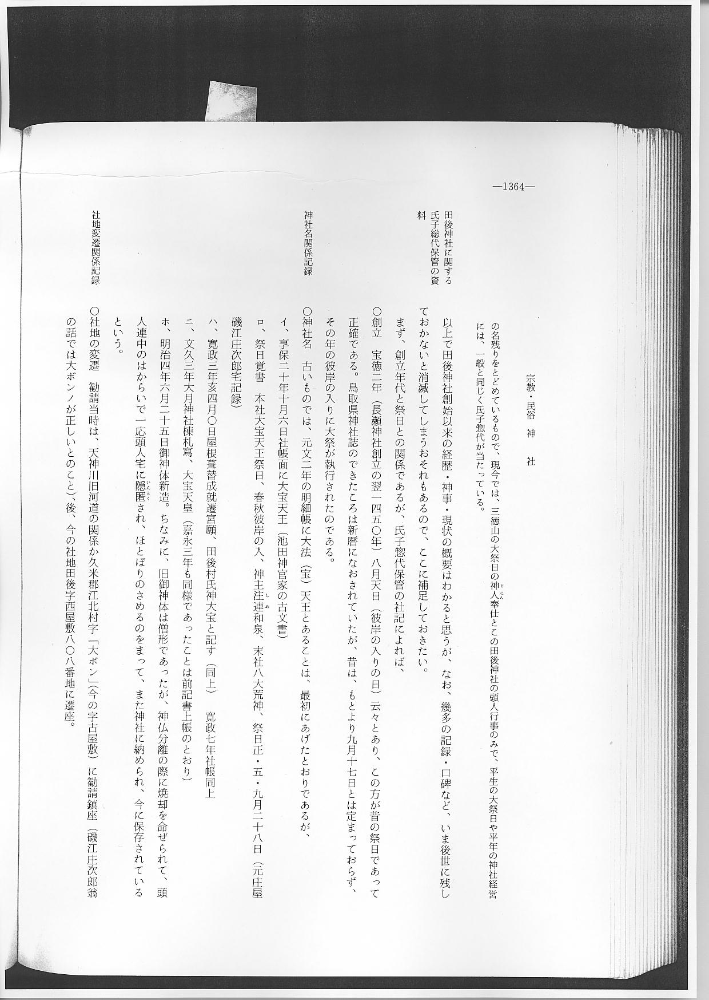 —1364—
宗教・民俗　神　社
の名残りをとどめているもので、現今では、三徳山の大祭日の神人奉仕とこの田後神社の頭人行事のみで、平生の大祭日や平年の神社経営
には、一般と同じく氏子惣代が当たっている。
田後神社に関する
氏子総代保管の資
料
以上で田後神社創始以来の経歴・神事・現状の概要はわかると思うが、なお、幾多の記録・口碑など、いま後世に残し
ておかないと消滅してしまうおそれもあるので、ここに補足しておきたい。
まず、創立年代と祭日との関係であるが、氏子惣代保管の社記によれば、
〇創立　宝徳二年（長瀬神社創立の翌一四五〇年）八月天日（彼岸の入りの日）云々とあり、この方が昔の祭日であって
正確である。鳥取県神社誌のできたころは新暦になおされていたが、昔は、もとより九月十七日とは定まっておらず、
その年の彼岸の入りに大祭が執行されたのである。
神社名関係記録
〇神社名　古いものでは、元文二年の明細帳に大法（宝）天王とあることは、最初にあげたとおりであるが、
イ、享保二十年十月六日社帳面に大宝天王（池田神官家の古文書）
ロ、祭日覚書　本社大宝天王祭日、春秋彼岸の入、神主注連和泉、末社八大荒神、祭日正・五・九月二十八日（元庄屋
磯江庄次郎宅記録）
ハ、寛政三年亥四月〇日屋根葺替成就遷宮願、田後村氏神大宝と記す（同上）　寛政七年社帳同上
ニ、文久三年大月神社棟札寫、大宝天皇（嘉永三年も同様であったことは前記書上帳のとおり）
ホ、明治四年六月二十五日御神体新造。ちなみに、旧御神体は僧形であったが、神仏分離の際に焼却を命ぜられて、頭
人連中のはからいで一応頭人宅に隠匿され、ほとぼりのさめるのをまって、また神社に納められ、今に保存されている
という。
社地変遷関係記録
〇社地の変遷　勧請当時は、天神川旧河道の関係か久米郡江北村字「大ボン」（今の字古屋敷）に勧請鎮座（磯江庄次郎翁
の話では大ボンノが正しいとのこと）、後、今の社地田後字西屋敷八〇八番地に遷座。